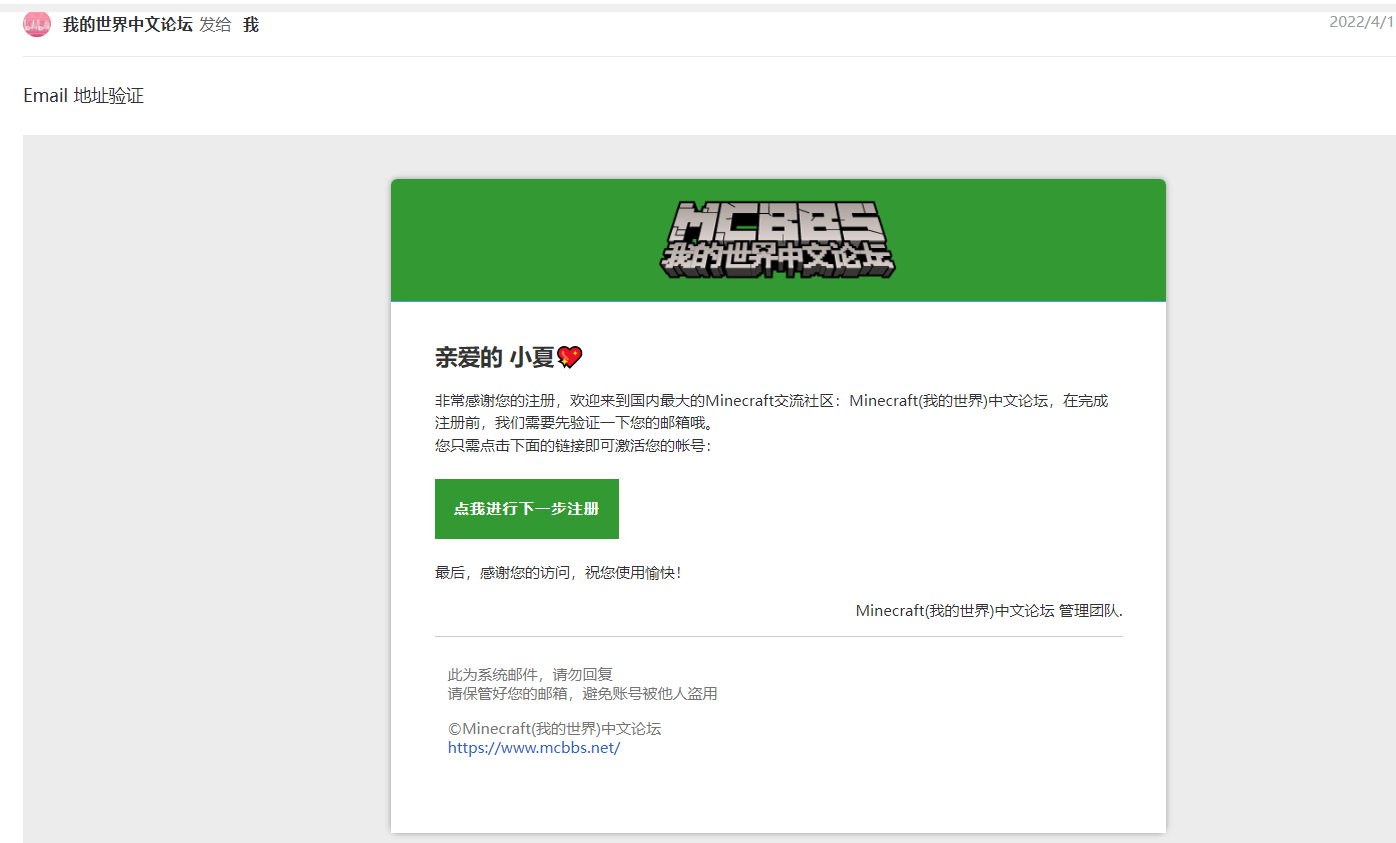 我的世界中文论坛 发给 我
2022/4/1
Email 地址验证
MCBBS
我的世界中文论坛
亲爱的 小夏💖
非常感谢您的注册，欢迎来到国内最大的Minecraft交流社区：Minecraft(我的世界)中文论坛，在完成
注册前，我们需要先验证一下您的邮箱哦。
您只需点击下面的链接即可激活您的帐号：
点我进行下一步注册
最后，感谢您的访问，祝您使用愉快！
Minecraft(我的世界)中文论坛 管理团队.
此为系统邮件，请勿回复
请保管好您的邮箱，避免账号被他人盗用
©Minecraft(我的世界)中文论坛
https://www.mcbbs.net/